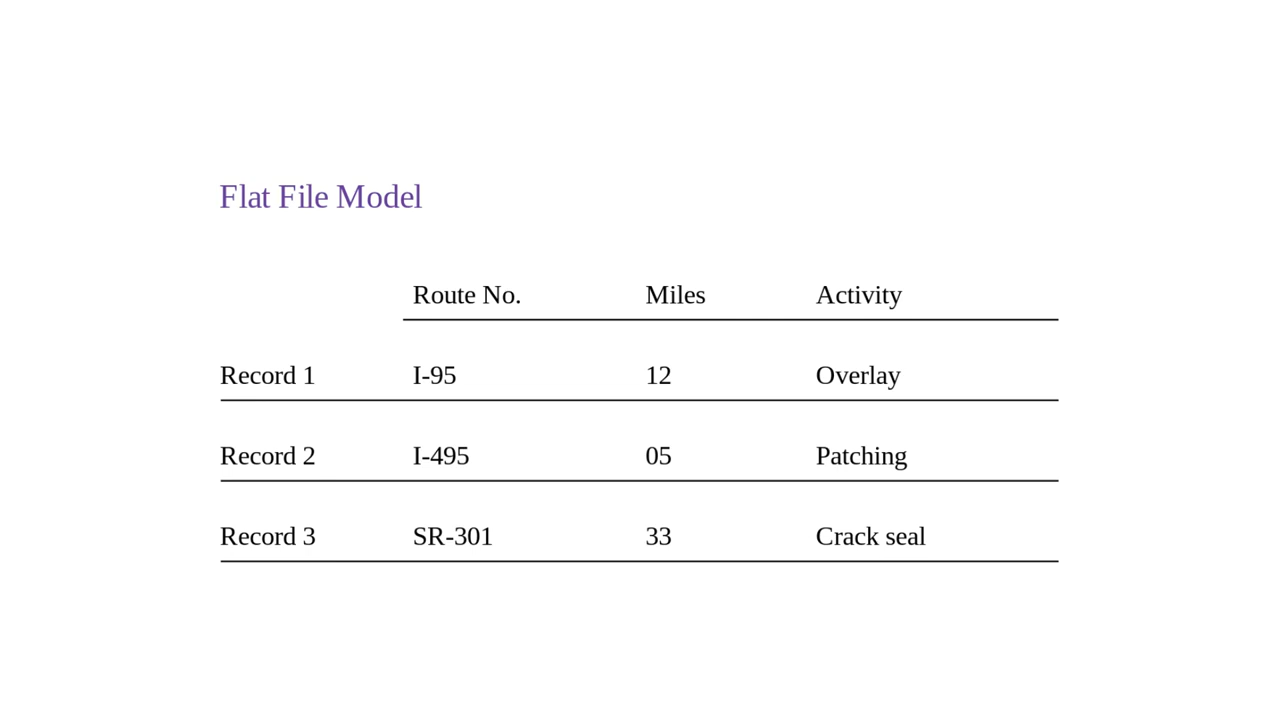 Flat File Model
Route No. Miles Activity
Record 1 I-95 12 Overlay
Record 2 I-495 05 Patching
Record 3 SR-301 33 Crack seal